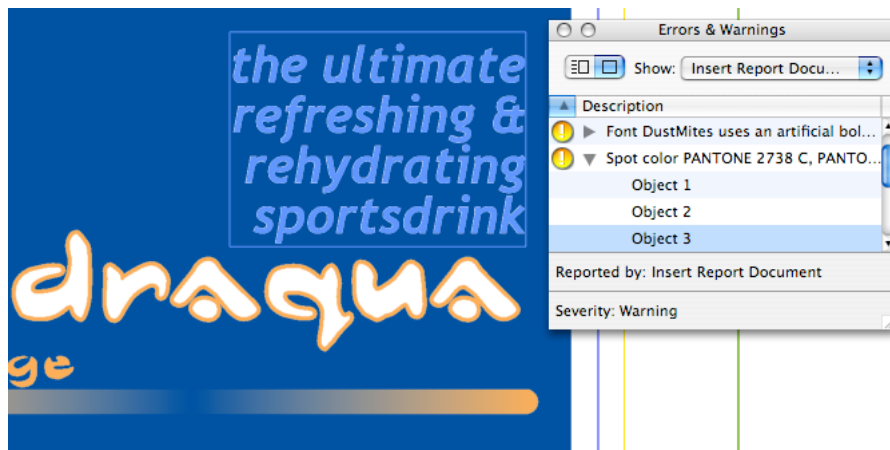 the ultimate
refreshing &
rehydrating
sportsdrink
draqua
ge
Errors & Warnings
Show: Insert Report Docu...
Description
Font DustMites uses an artificial bol...
Spot color PANTONE 2738 C, PANTO...
Object 1
Object 2
Object 3
Reported by: Insert Report Document
Severity: Warning